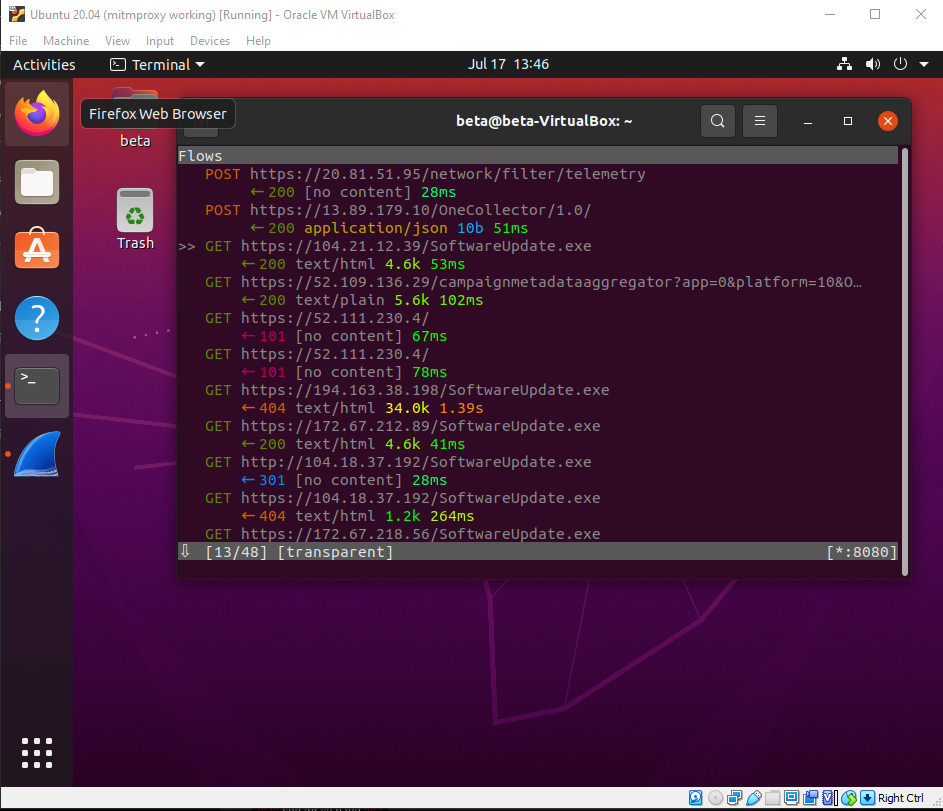 Ubuntu 20.04 (mitmproxy working) [Running] - Oracle VM VirtualBox
File Machine View Input Devices Help
Activities Terminal Jul 17 13:46
Firefox Web Browser
beta
Trash
beta@beta-VirtualBox: ~
Flows
POST https://20.81.51.95/network/filter/telemetry
← 200 [no content] 28ms
POST https://13.89.179.10/OneCollector/1.0/
← 200 application/json 10b 51ms
>> GET https://104.21.12.39/SoftwareUpdate.exe
← 200 text/html 4.6k 53ms
GET https://52.109.136.29/campaignmetadataaggregator?app=0&platform=10&O…
← 200 text/plain 5.6k 102ms
GET https://52.111.230.4/
← 101 [no content] 67ms
GET https://52.111.230.4/
← 101 [no content] 78ms
GET https://194.163.38.198/SoftwareUpdate.exe
← 404 text/html 34.0k 1.39s
GET https://172.67.212.89/SoftwareUpdate.exe
← 200 text/html 4.6k 41ms
GET http://104.18.37.192/SoftwareUpdate.exe
← 301 [no content] 28ms
GET https://104.18.37.192/SoftwareUpdate.exe
← 404 text/html 1.2k 264ms
GET https://172.67.218.56/SoftwareUpdate.exe
⇩ [13/48] [transparent] [*:8080]
Right Ctrl